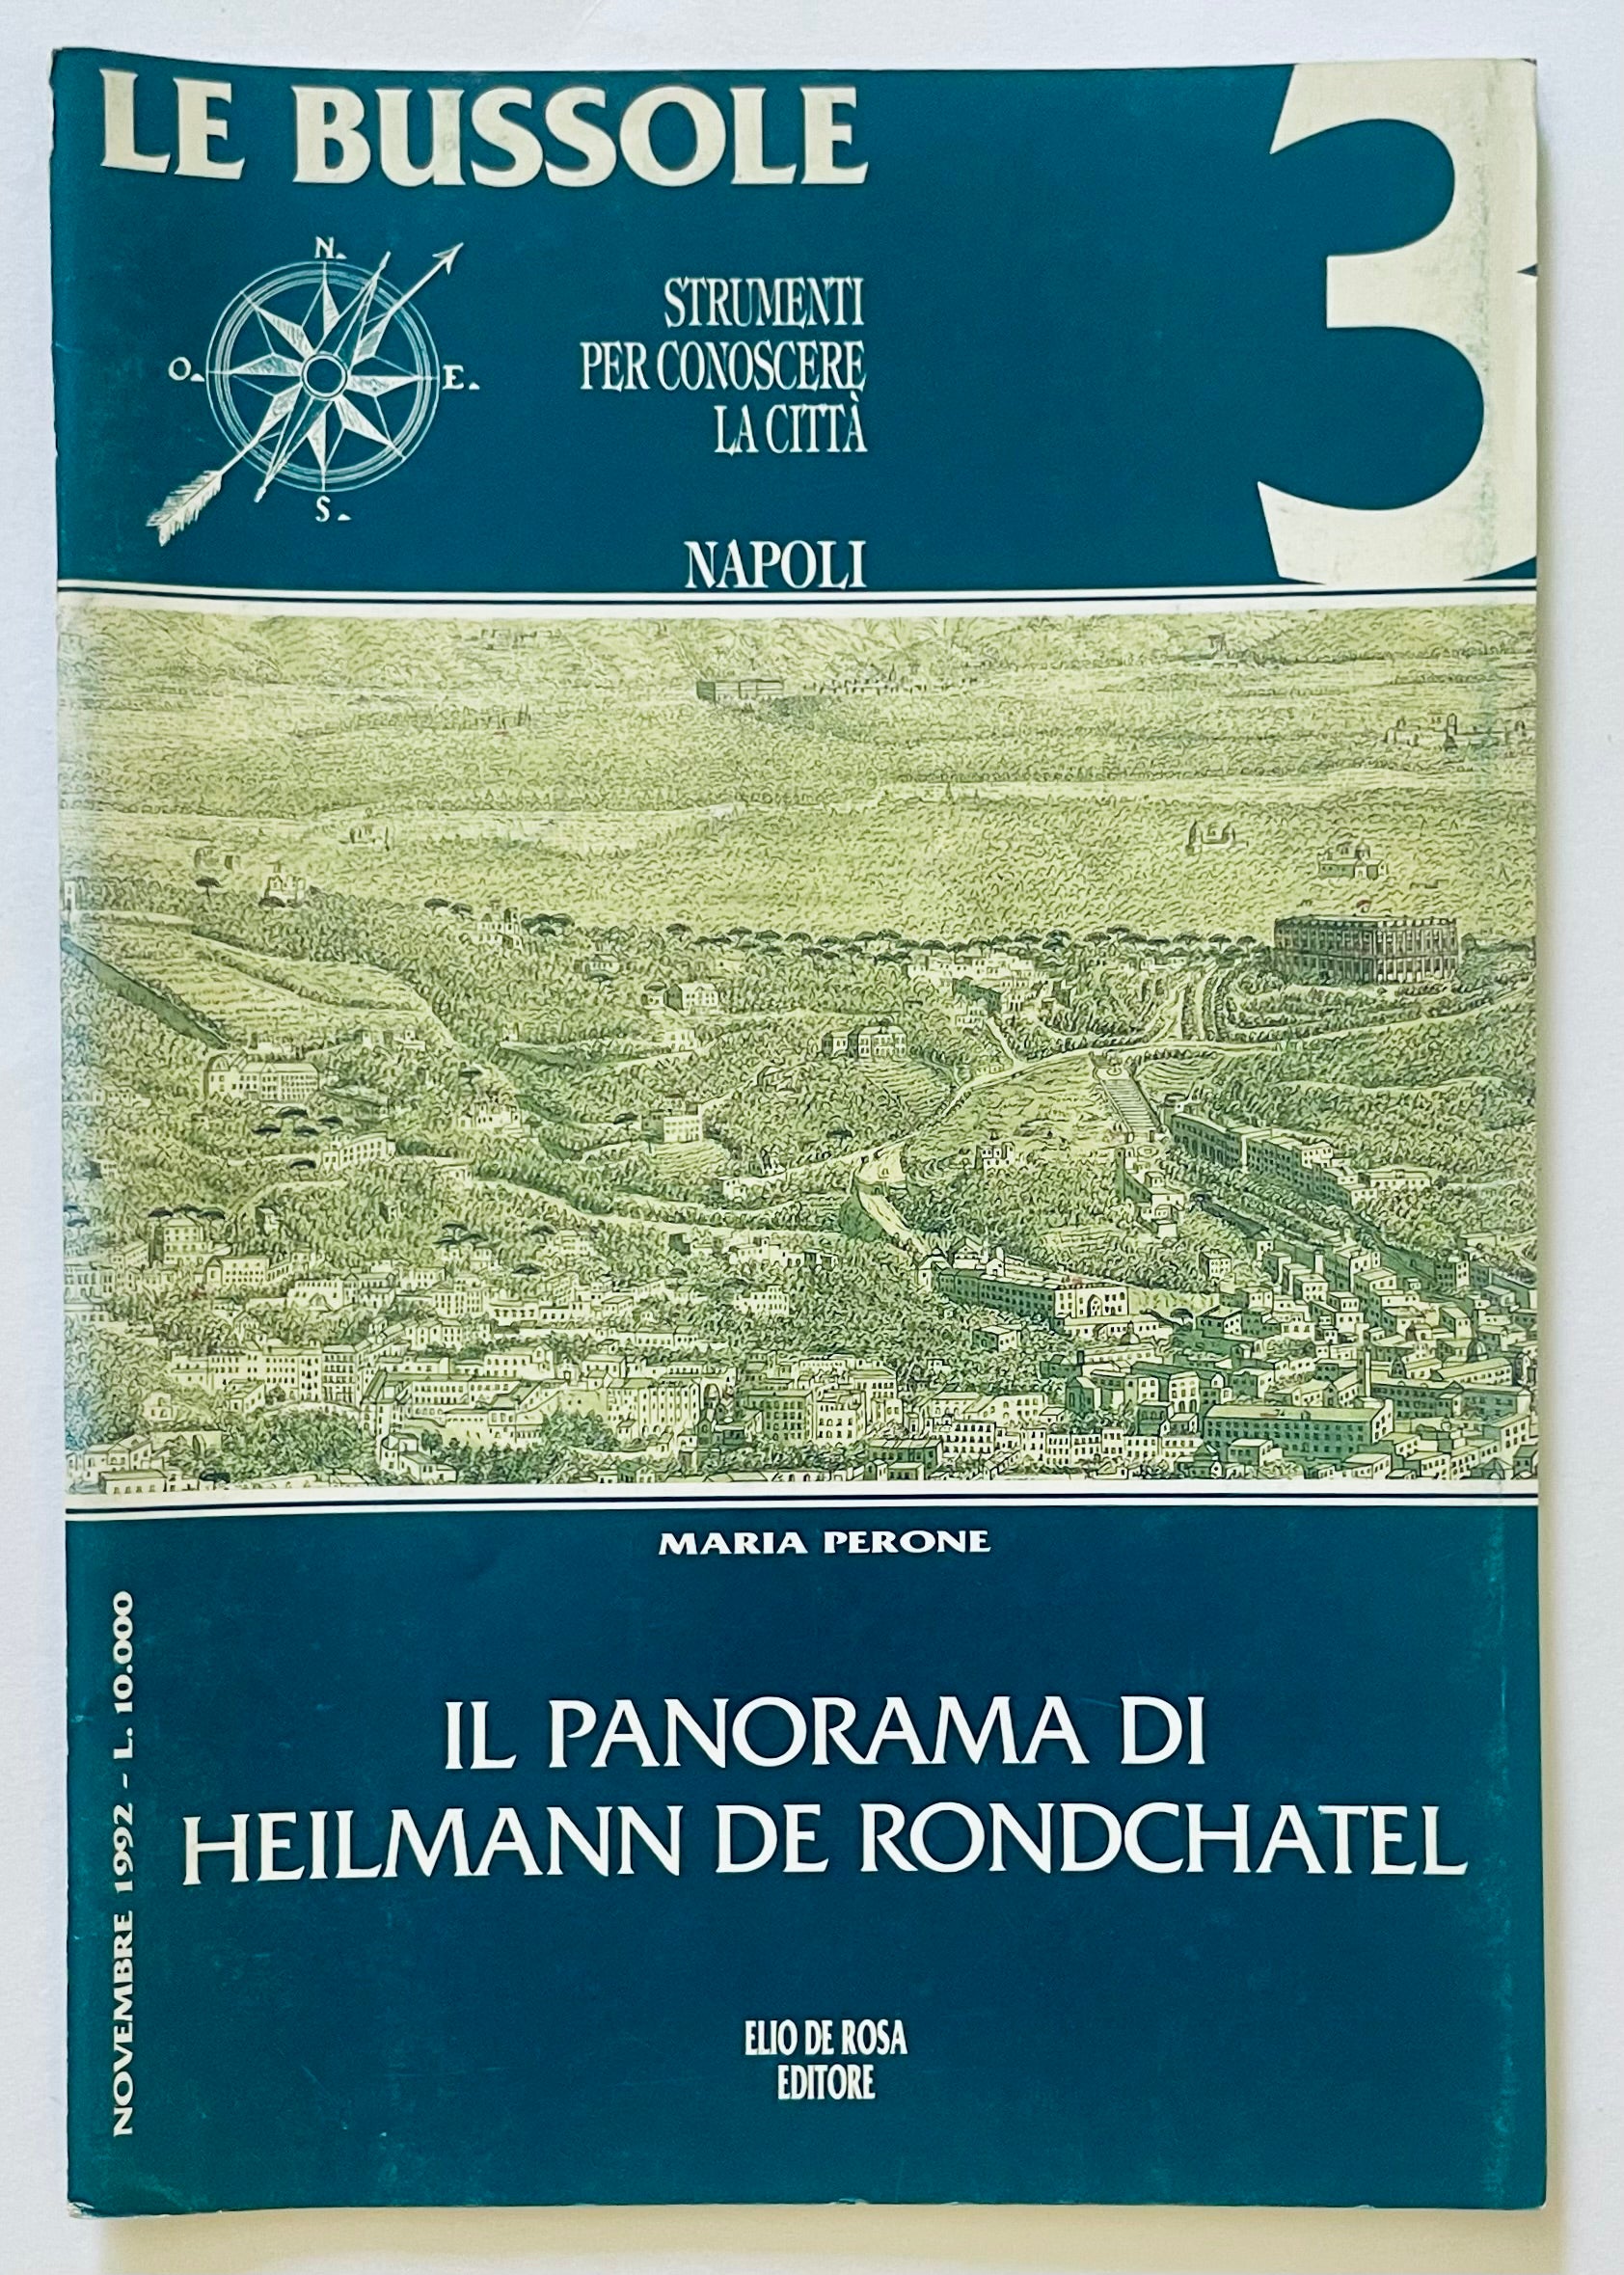 LE BUSSOLE
3
N.
O.
E.
S.
STRUMENTI
PER CONOSCERE
LA CITTÀ
NAPOLI
MARIA PERONE
IL PANORAMA DI
HEILMANN DE RONDCHATEL
ELIO DE ROSA
EDITORE
NOVEMBRE 1992 - L. 10.000